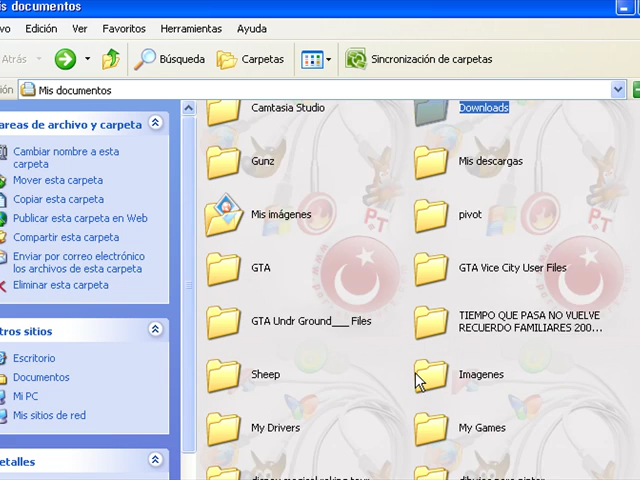 is documentos
vo Edición Ver Favoritos Herramientas Ayuda
Atrás Búsqueda Carpetas Sincronización de carpetas
ción Mis documentos
areas de archivo y carpeta
Cambiar nombre a esta
carpeta
Mover esta carpeta
Copiar esta carpeta
Publicar esta carpeta en Web
Compartir esta carpeta
Enviar por correo electrónico
los archivos de esta carpeta
Eliminar esta carpeta
tros sitios
Escritorio
Documentos
Mi PC
Mis sitios de red
etalles
Camtasia Studio
Downloads
Gunz
Mis descargas
Mis imágenes
pivot
GTA
GTA Vice City User Files
GTA Undr Ground___ Files
TIEMPO QUE PASA NO VUELVE
RECUERDO FAMILIARES 200...
Sheep
Imagenes
My Drivers
My Games